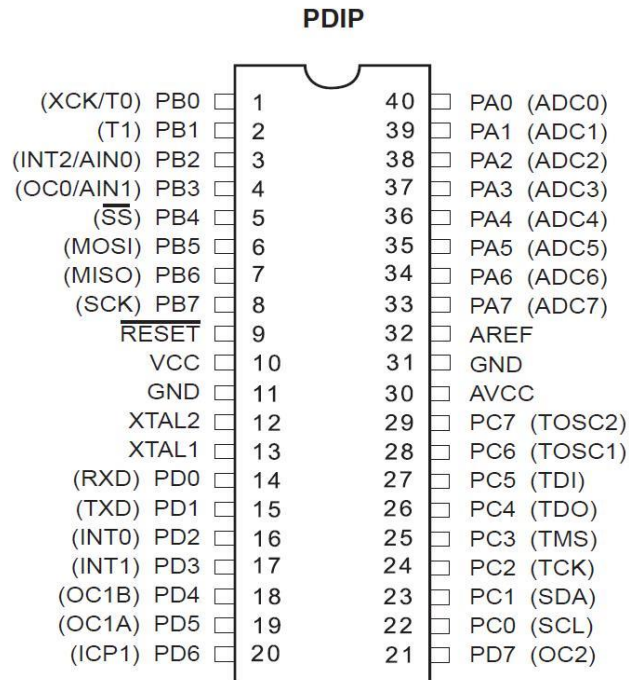 PDIP
(XCK/T0) PB0 1 40 PA0 (ADC0)
(T1) PB1 2 39 PA1 (ADC1)
(INT2/AIN0) PB2 3 38 PA2 (ADC2)
(OC0/AIN1) PB3 4 37 PA3 (ADC3)
(SS) PB4 5 36 PA4 (ADC4)
(MOSI) PB5 6 35 PA5 (ADC5)
(MISO) PB6 7 34 PA6 (ADC6)
(SCK) PB7 8 33 PA7 (ADC7)
RESET 9 32 AREF
VCC 10 31 GND
GND 11 30 AVCC
XTAL2 12 29 PC7 (TOSC2)
XTAL1 13 28 PC6 (TOSC1)
(RXD) PD0 14 27 PC5 (TDI)
(TXD) PD1 15 26 PC4 (TDO)
(INT0) PD2 16 25 PC3 (TMS)
(INT1) PD3 17 24 PC2 (TCK)
(OC1B) PD4 18 23 PC1 (SDA)
(OC1A) PD5 19 22 PC0 (SCL)
(ICP1) PD6 20 21 PD7 (OC2)